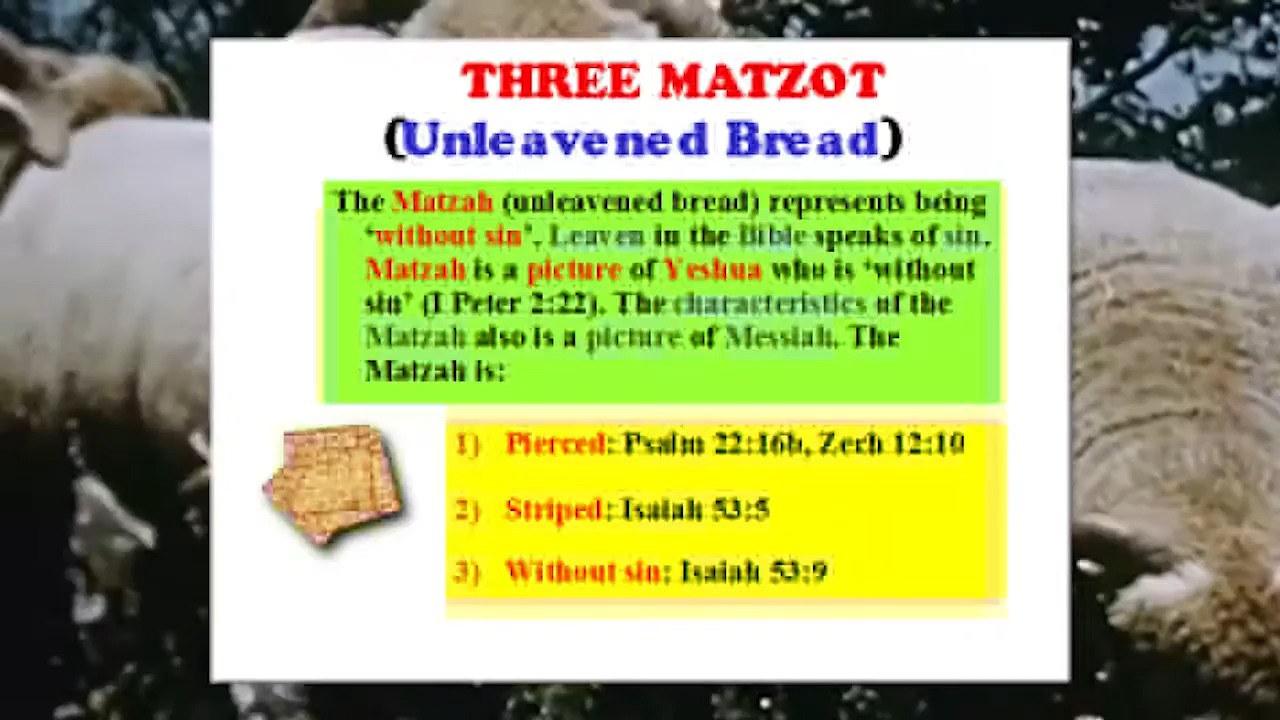 THREE MATZOT
(Unleavened Bread)
The Matzah (unleavened bread) represents being
‘without sin’. Leaven in the Bible speaks of sin.
Matzah is a picture of Yeshua who is ‘without
sin’ (I Peter 2:22). The characteristics of the
Matzah also is a picture of Messiah. The
Matzah is:
1) Pierced: Psalm 22:16b, Zech 12:10
2) Striped: Isaiah 53:5
3) Without sin: Isaiah 53:9